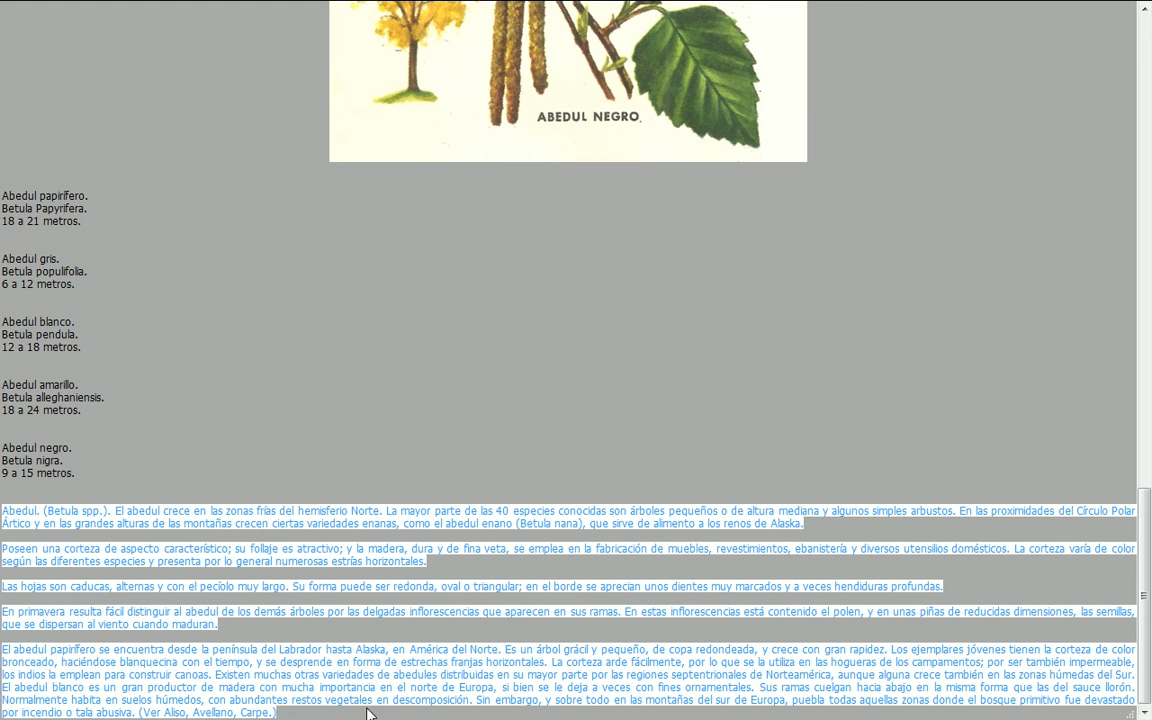 ABEDUL NEGRO.
Abedul papirífero.
Betula Papyrifera.
18 a 21 metros.
Abedul gris.
Betula populifolia.
6 a 12 metros.
Abedul blanco.
Betula pendula.
12 a 18 metros.
Abedul amarillo.
Betula alleghaniensis.
18 a 24 metros.
Abedul negro.
Betula nigra.
9 a 15 metros.
Abedul. (Betula spp.). El abedul crece en las zonas frías del hemisferio Norte. La mayor parte de las 40 especies conocidas son árboles pequeños o de altura mediana y algunos simples arbustos. En las proximidades del Círculo Polar
Ártico y en las grandes alturas de las montañas crecen ciertas variedades enanas, como el abedul enano (Betula nana), que sirve de alimento a los renos de Alaska.
Poseen una corteza de aspecto característico; su follaje es atractivo; y la madera, dura y de fina veta, se emplea en la fabricación de muebles, revestimientos, ebanistería y diversos utensilios domésticos. La corteza varía de color
según las diferentes especies y presenta por lo general numerosas estrías horizontales.
Las hojas son caducas, alternas y con el pecíolo muy largo. Su forma puede ser redonda, oval o triangular; en el borde se aprecian unos dientes muy marcados y a veces hendiduras profundas.
En primavera resulta fácil distinguir al abedul de los demás árboles por las delgadas inflorescencias que aparecen en sus ramas. En estas inflorescencias está contenido el polen, y en unas piñas de reducidas dimensiones, las semillas,
que se dispersan al viento cuando maduran.
El abedul papirífero se encuentra desde la península del Labrador hasta Alaska, en América del Norte. Es un árbol grácil y pequeño, de copa redondeada, y crece con gran rapidez. Los ejemplares jóvenes tienen la corteza de color
bronceado, haciéndose blanquecina con el tiempo, y se desprende en forma de estrechas franjas horizontales. La corteza arde fácilmente, por lo que se la utiliza en las hogueras de los campamentos; por ser también impermeable,
los indios la emplean para construir canoas. Existen muchas otras variedades de abedules distribuidas en su mayor parte por las regiones septentrionales de Norteamérica, aunque alguna crece también en las zonas húmedas del Sur.
El abedul blanco es un gran productor de madera con mucha importancia en el norte de Europa, si bien se le deja a veces con fines ornamentales. Sus ramas cuelgan hacia abajo en la misma forma que las del sauce llorón.
Normalmente habita en suelos húmedos, con abundantes restos vegetales en descomposición. Sin embargo, y sobre todo en las montañas del sur de Europa, puebla todas aquellas zonas donde el bosque primitivo fue devastado
por incendio o tala abusiva. (Ver Aliso, Avellano, Carpe.)